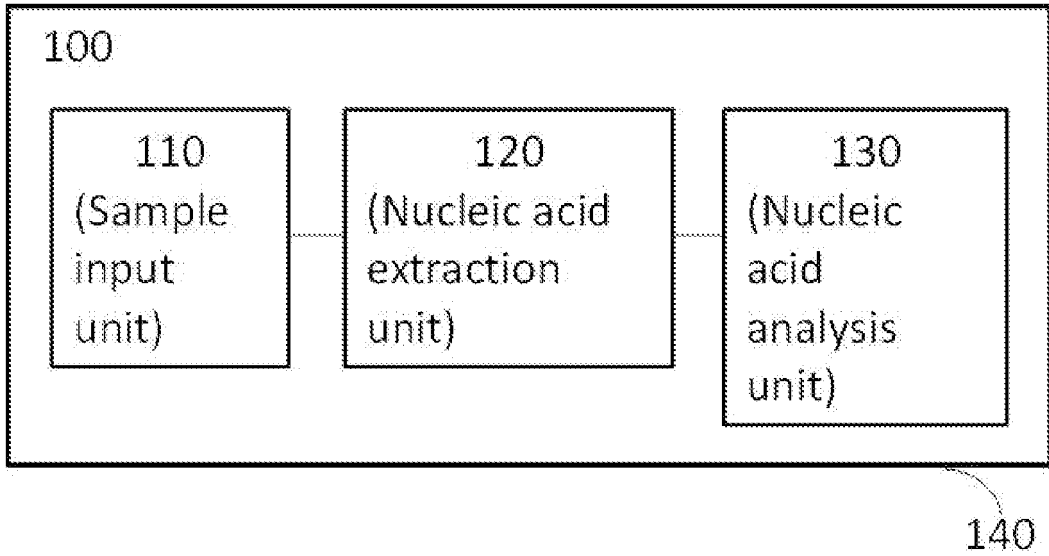 100
110
(Sample
input
unit)
120
(Nucleic acid
extraction
unit)
130
(Nucleic
acid
analysis
unit)
140